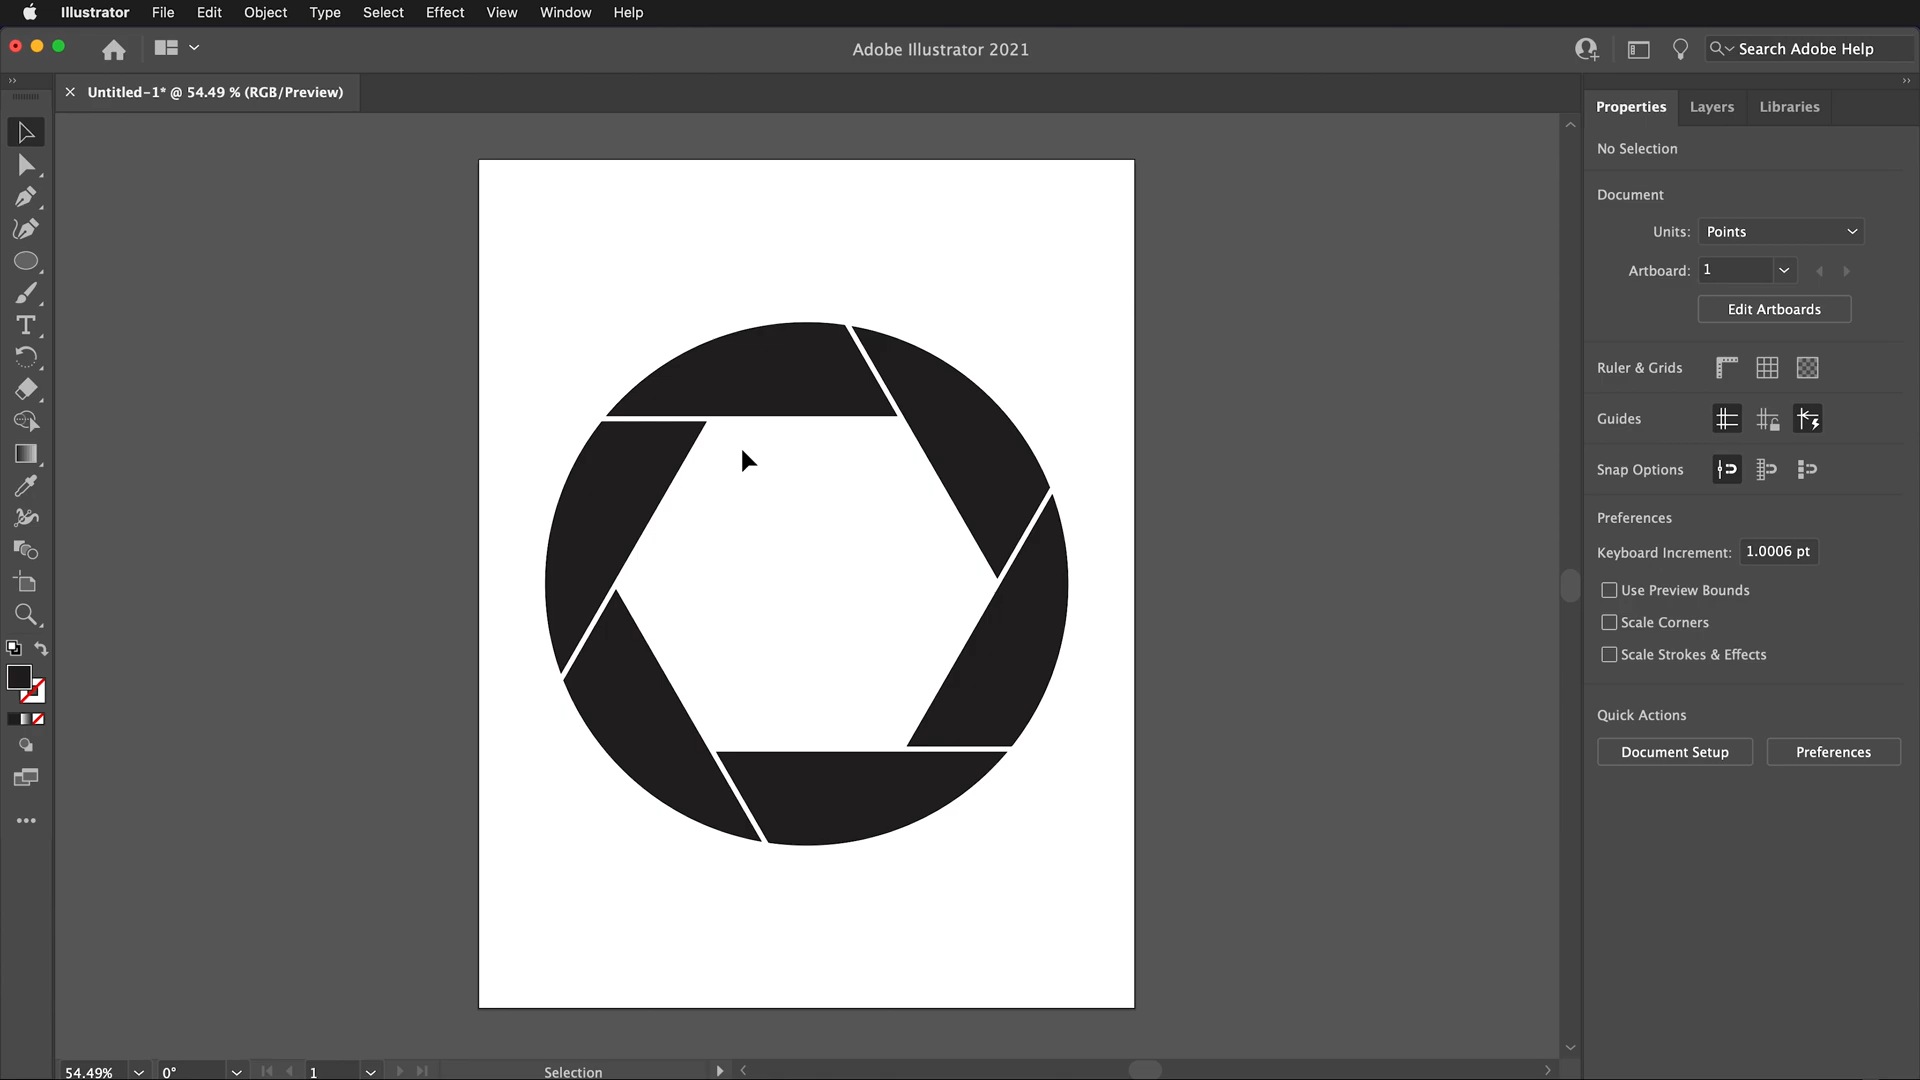 Illustrator File Edit Object Type Select Effect View Window Help
Adobe Illustrator 2021
Search Adobe Help
Untitled-1* @ 54.49 % (RGB/Preview)
Properties Layers Libraries
No Selection
Document
Units: Points
Artboard: 1
Edit Artboards
Ruler & Grids
Guides
Snap Options
Preferences
Keyboard Increment: 1.0006 pt
Use Preview Bounds
Scale Corners
Scale Strokes & Effects
Quick Actions
Document Setup Preferences
54.49% 0° 1 Selection